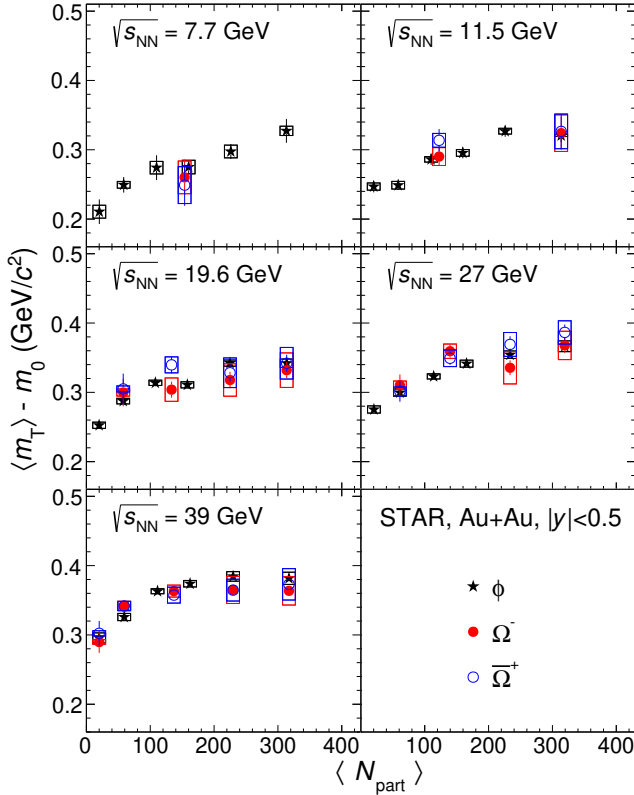 √sNN = 7.7 GeV
√sNN = 11.5 GeV
0.5
0.4
0.3
0.2
√sNN = 19.6 GeV
√sNN = 27 GeV
0.5
0.4
0.3
0.2
⟨mT⟩ - m0 (GeV/c²)
√sNN = 39 GeV
STAR, Au+Au, |y|<0.5
0.5
0.4
0.3
0.2
ϕ
Ω⁻
Ω̅⁺
0 100 200 300 400 0 100 200 300 400
⟨ Npart ⟩